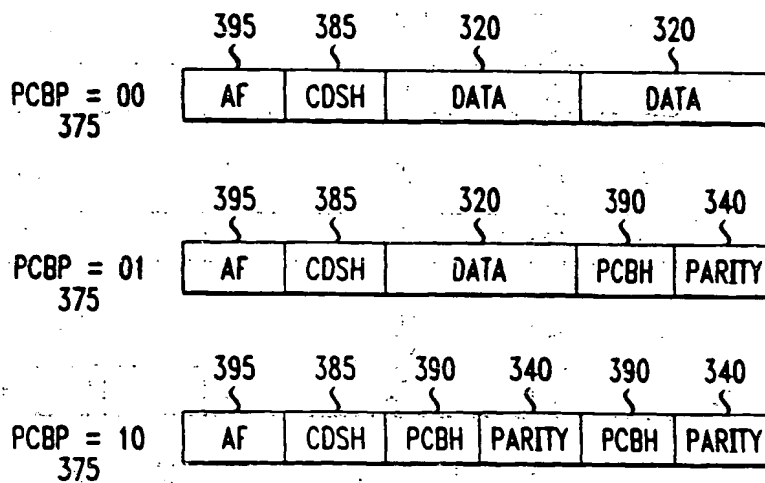 395 385 320 320
PCBP = 00 AF CDSH DATA DATA
375
395 385 320 390 340
PCBP = 01 AF CDSH DATA PCBH PARITY
375
395 385 390 340 390 340
PCBP = 10 AF CDSH PCBH PARITY PCBH PARITY
375